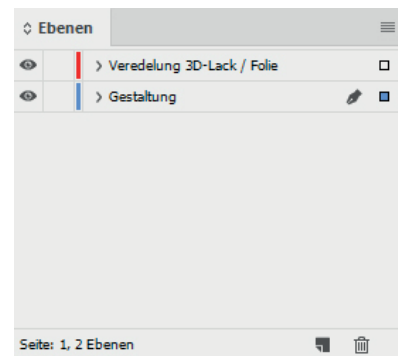 Ebenen
Veredelung 3D-Lack / Folie
Gestaltung
Seite: 1, 2 Ebenen